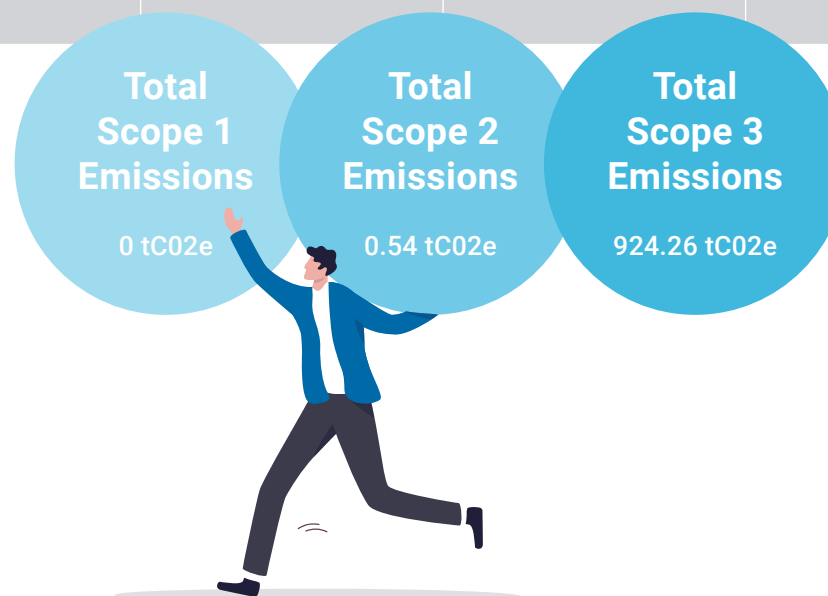 Total
Scope 1
Emissions
0 tC02e
Total
Scope 2
Emissions
0.54 tC02e
Total
Scope 3
Emissions
924.26 tC02e